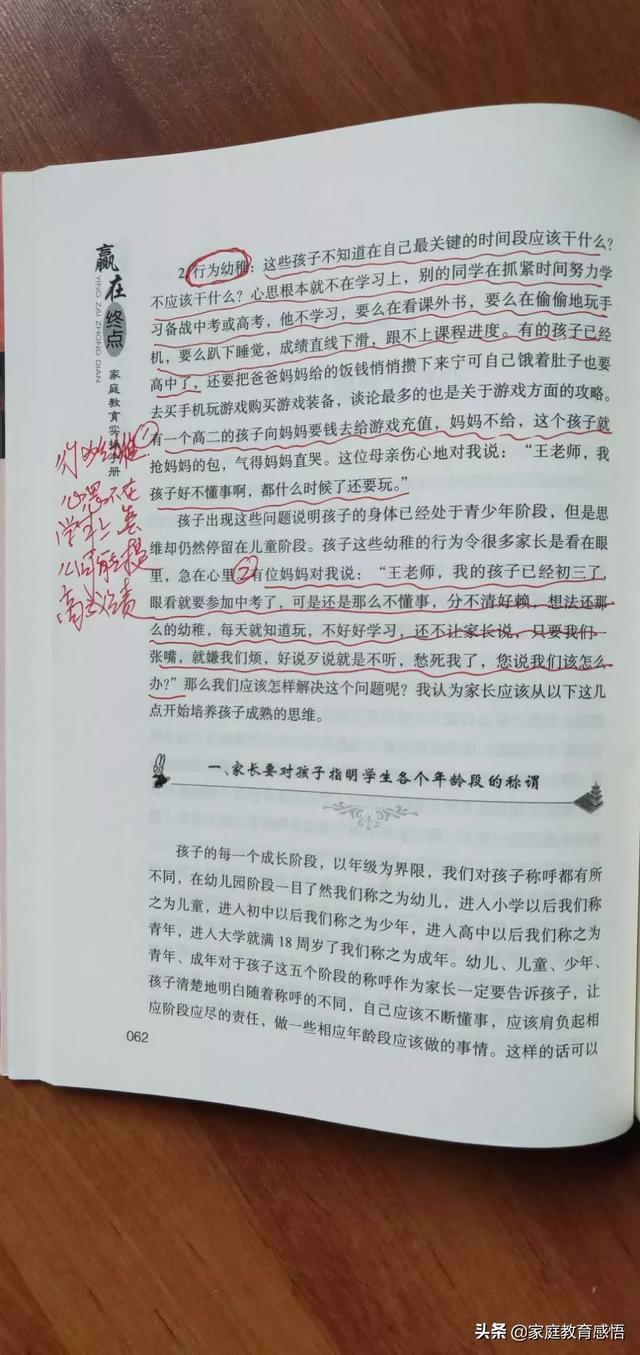 赢在终点
YING ZAI ZHONG DIAN
家庭教育实 册
2. 行为幼稚：这些孩子不知道在自己最关键的时间段应该干什么？
不应该干什么？心思根本就不在学习上，别的同学在抓紧时间努力学
习备战中考或高考，他不学习，要么在看课外书，要么在偷偷地玩手
机，要么趴下睡觉，成绩直线下滑，跟不上课程进度。有的孩子已经
高中了，还要把爸爸妈妈给的饭钱悄悄攒下来宁可自己饿着肚子也要
去买手机玩游戏购买游戏装备，谈论最多的也是关于游戏方面的攻略。
有一个高二的孩子向妈妈要钱去给游戏充值，妈妈不给，这个孩子就
抢妈妈的包，气得妈妈直哭。这位母亲伤心地对我说：“王老师，我
孩子好不懂事啊，都什么时候了还要玩。”
行为幼稚①
心思不在
学习上 怎
么可能提
高成绩
孩子出现这些问题说明孩子的身体已经处于青少年阶段，但是思
维却仍然停留在儿童阶段。孩子这些幼稚的行为令很多家长是看在眼
里，急在心里②有位妈妈对我说：“王老师，我的孩子已经初三了，
眼看就要参加中考了，可是还是那么不懂事，分不清好赖，想法还那
么的幼稚，每天就知道玩，不好好学习，还不让家长说，只要我们一
张嘴，就嫌我们烦，好说歹说就是不听，愁死我了，您说我们该怎么
办？”那么我们应该怎样解决这个问题呢？我认为家长应该从以下这几
点开始培养孩子成熟的思维。
一、家长要对孩子指明学生各个年龄段的称谓
孩子的每一个成长阶段，以年级为界限，我们对孩子称呼都有所
不同，在幼儿园阶段一目了然我们称之为幼儿，进入小学以后我们称
之为儿童，进入初中以后我们称之为少年，进入高中以后我们称之为
青年，进入大学就满 18 周岁了我们称之为成年。幼儿、儿童、少年、
青年、成年对于孩子这五个阶段的称呼作为家长一定要告诉孩子，让
孩子清楚地明白随着称呼的不同，自己应该不断懂事，应该肩负起相
应阶段应尽的责任，做一些相应年龄段应该做的事情。这样的话可以
062
头条 @家庭教育感悟